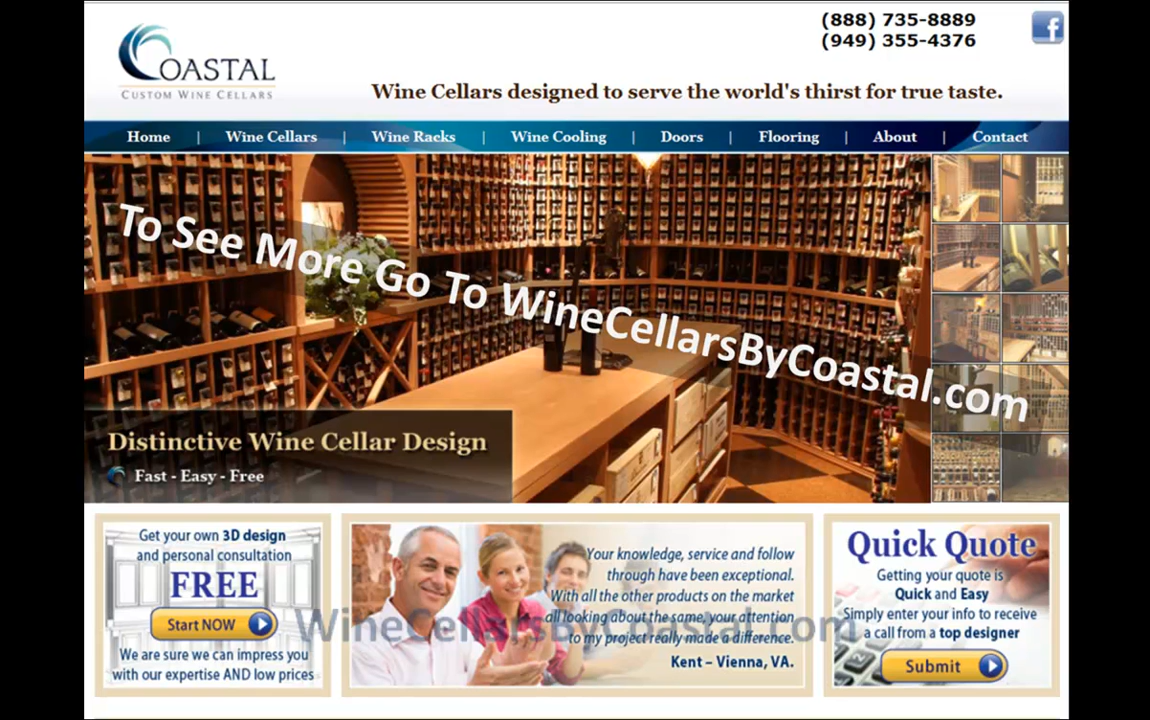 COASTAL
CUSTOM WINE CELLARS
(888) 735-8889
(949) 355-4376
f
Wine Cellars designed to serve the world's thirst for true taste.
Home | Wine Cellars | Wine Racks | Wine Cooling | Doors | Flooring | About | Contact
To See More Go To WineCellarsByCoastal.com
Distinctive Wine Cellar Design
Fast - Easy - Free
Get your own 3D design
and personal consultation
FREE
Start NOW
We are sure we can impress you
with our expertise AND low prices
Your knowledge, service and follow
through have been exceptional.
With all the other products on the market
all looking about the same, your attention
to my project really made a difference.
Kent – Vienna, VA.
WineCellarsByCoastal.com
Quick Quote
Getting your quote is
Quick and Easy
Simply enter your info to receive
a call from a top designer
Submit